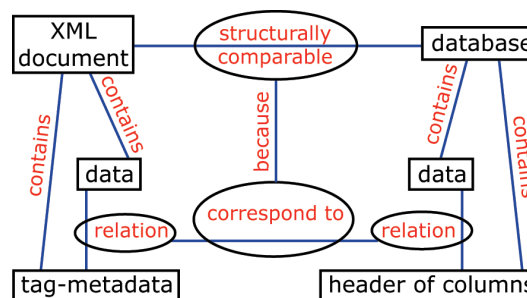 XML
document
structurally
comparable
database
contains
contains
because
contains
contains
data
data
relation
correspond to
relation
tag-metadata
header of columns